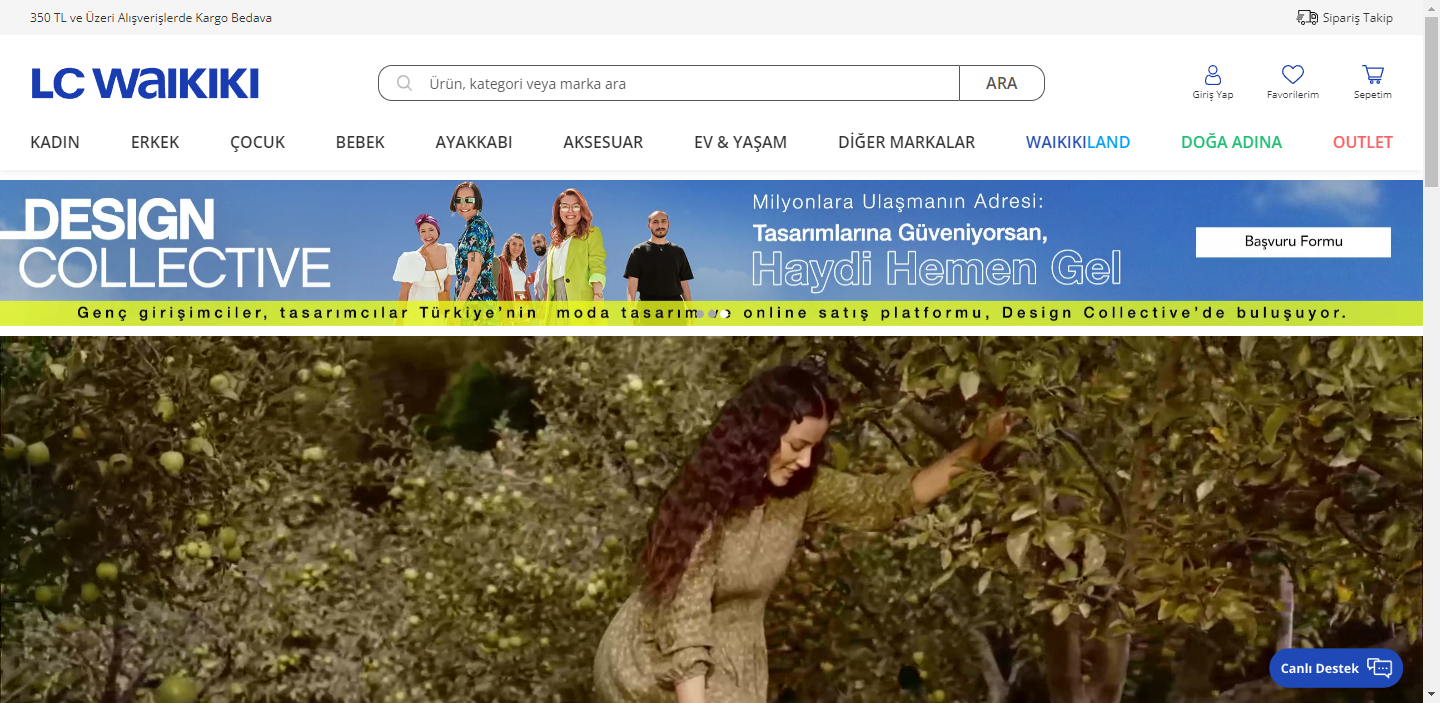 350 TL ve Üzeri Alışverişlerde Kargo Bedava
Sipariş Takip
LC WAIKIKI
Ürün, kategori veya marka ara
ARA
Giriş Yap
Favorilerim
Sepetim
KADIN
ERKEK
ÇOCUK
BEBEK
AYAKKABI
AKSESUAR
EV & YAŞAM
DİĞER MARKALAR
WAIKIKILAND
DOĞA ADINA
OUTLET
DESIGN
COLLECTIVE
Milyonlara Ulaşmanın Adresi:
Tasarımlarına Güveniyorsan,
Haydi Hemen Gel
Başvuru Formu
Genç girişimciler, tasarımcılar Türkiye'nin moda tasarım ve online satış platformu, Design Collective'de buluşuyor.
Canlı Destek